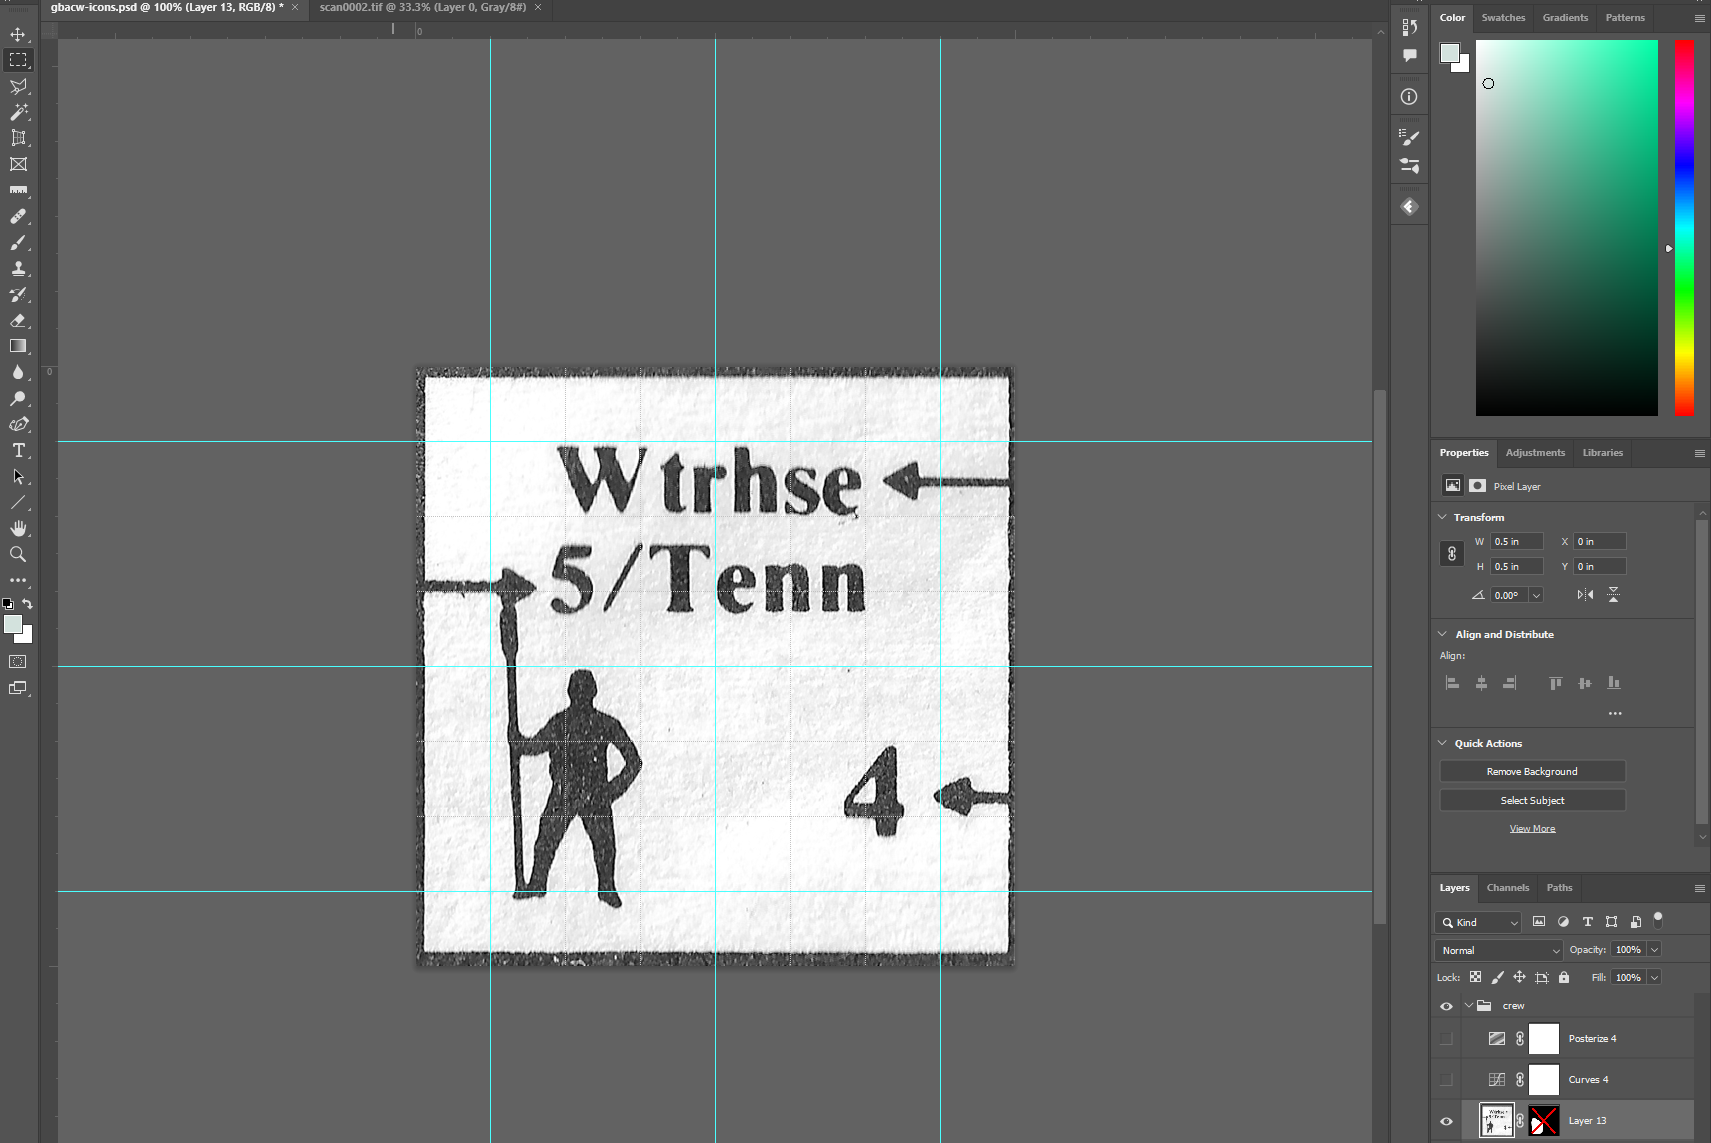 gbacw-icons.psd @ 100% (Layer 13, RGB/8) * ×
scan0002.tif @ 33.3% (Layer 0, Gray/8#) ×
0
0
Wtrhse
5/Tenn
4
Color
Swatches
Gradients
Patterns
Properties
Adjustments
Libraries
Pixel Layer
Transform
W 0.5 in X 0 in
H 0.5 in Y 0 in
0.00°
Align and Distribute
Align:
Quick Actions
Remove Background
Select Subject
View More
Layers
Channels
Paths
Kind
Normal
Opacity: 100%
Lock:
Fill: 100%
crew
Posterize 4
Curves 4
Layer 13